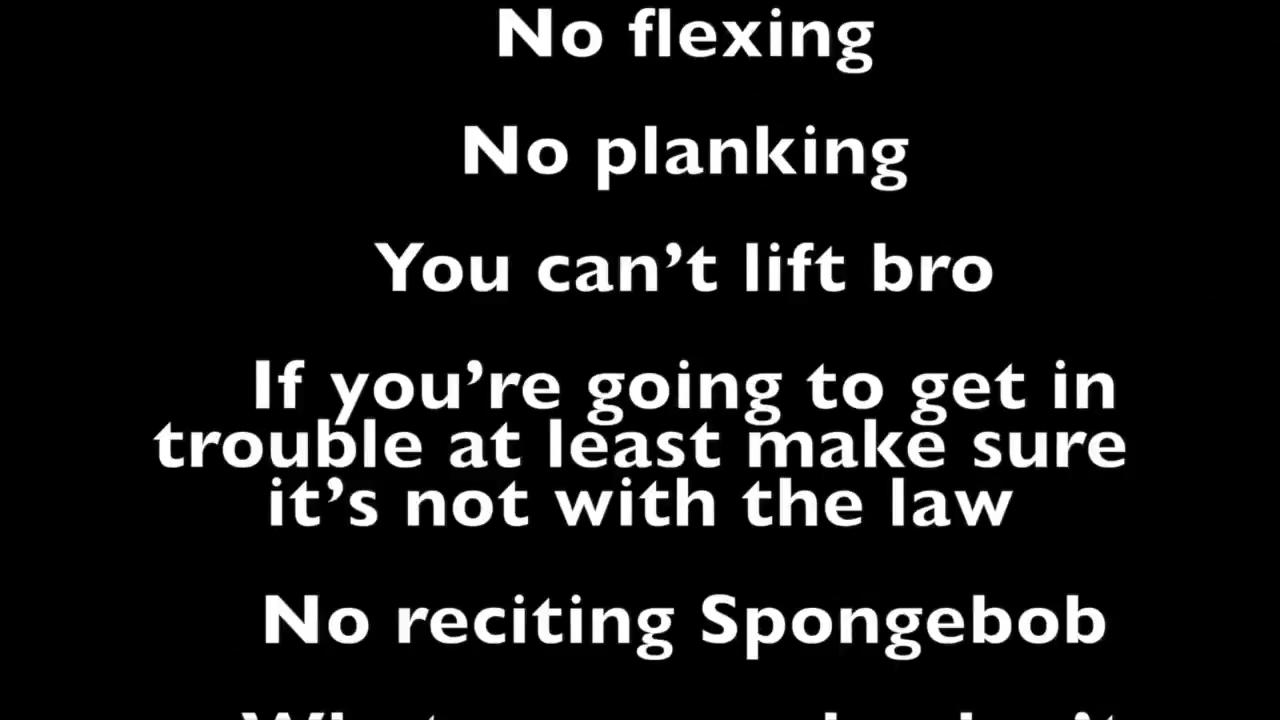 No flexing
No planking
You can’t lift bro
If you’re going to get in
trouble at least make sure
it’s not with the law
No reciting Spongebob